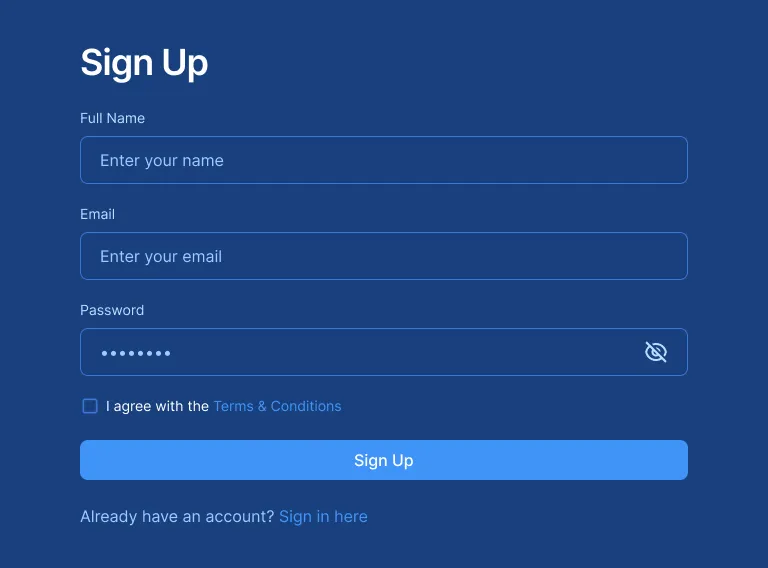 Sign Up
Full Name
Enter your name
Email
Enter your email
Password
••••••••
I agree with the Terms & Conditions
Sign Up
Already have an account? Sign in here